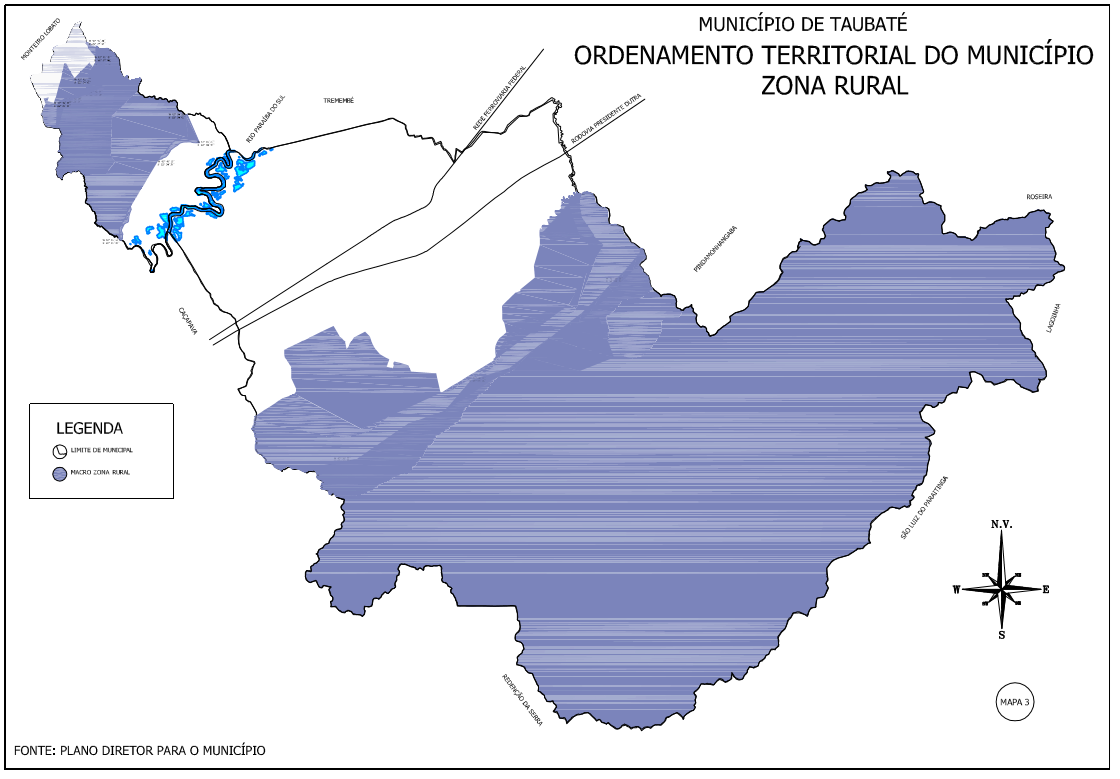 MUNICÍPIO DE TAUBATÉ
ORDENAMENTO TERRITORIAL DO MUNICÍPIO
ZONA RURAL
MONTEIRO LOBATO
RIO PARAÍBA DO SUL
TREMEMBÉ
REDE FERROVIARIA FEDERAL
RODOVIA PRESIDENTE DUTRA
ROSEIRA
PINDAMONHANGABA
LAGOINHA
CAÇAPAVA
LEGENDA
LIMITE DE MUNICIPAL
MACRO ZONA RURAL
SÃO LUIZ DO PARAITINGA
N.V.
W
E
S
REDENÇÃO DA SERRA
MAPA 3
FONTE: PLANO DIRETOR PARA O MUNICÍPIO